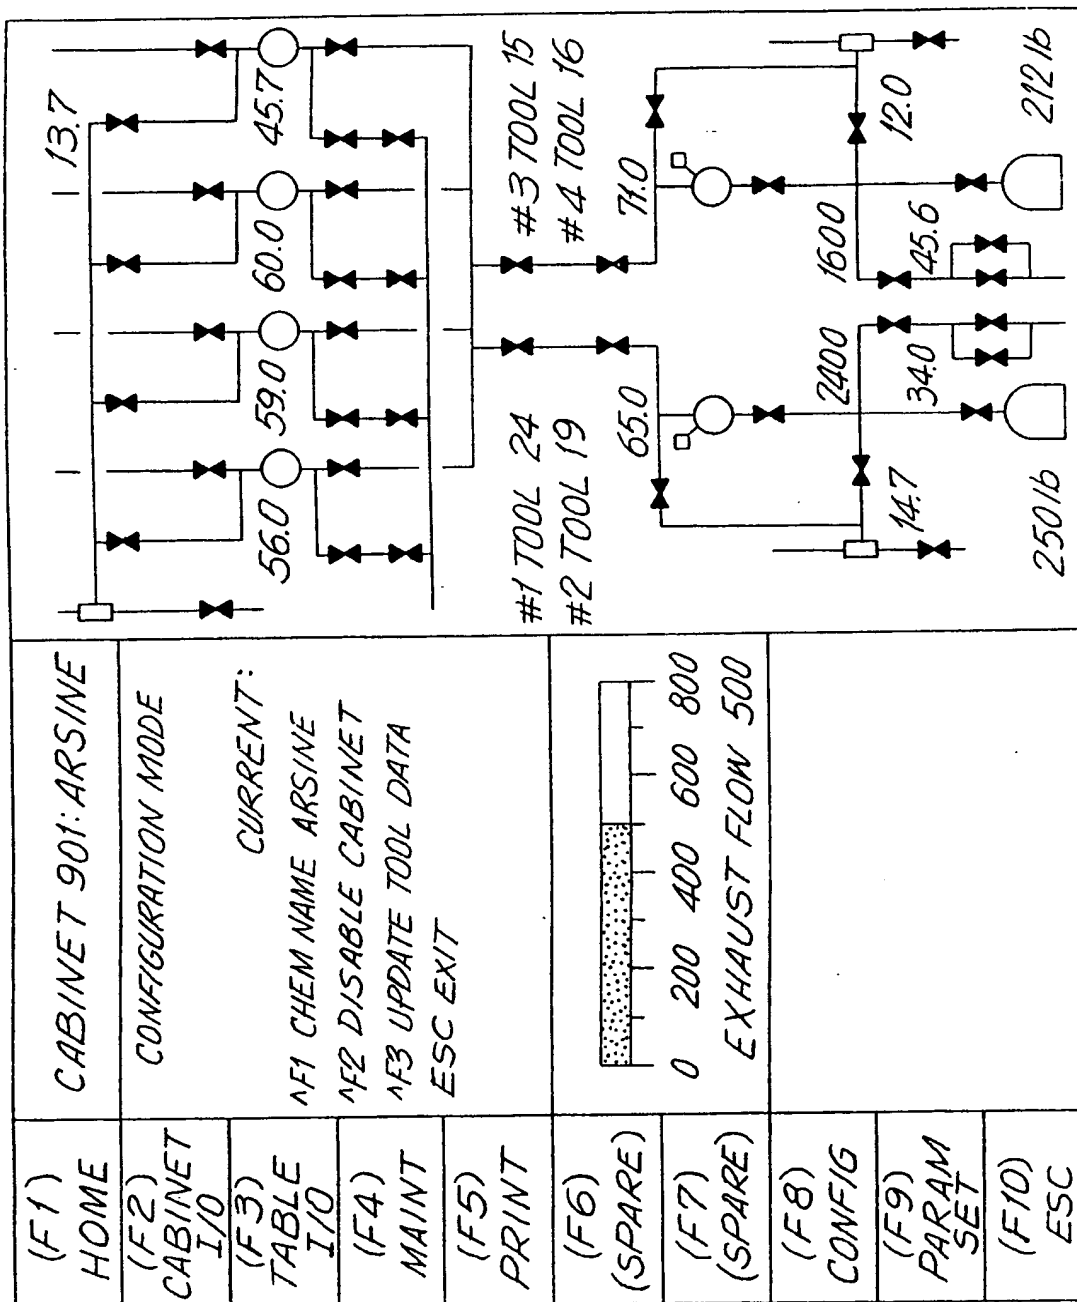 (F1)
HOME
(F2)
CABINET
I/O
(F3)
TABLE
I/O
(F4)
MAINT
(F5)
PRINT
(F6)
(SPARE)
(F7)
(SPARE)
(F8)
CONFIG
(F9)
PARAM
SET
(F10)
ESC
CABINET 901: ARSINE
CONFIGURATION MODE
CURRENT:
^F1 CHEM NAME ARSINE
^F2 DISABLE CABINET
^F3 UPDATE TOOL DATA
ESC EXIT
0 200 400 600 800
EXHAUST FLOW 500
13.7
56.0 59.0 60.0 45.7
#1 TOOL 24 #3 TOOL 15
#2 TOOL 19 #4 TOOL 16
65.0 71.0
2400 1600
14.7 34.0 45.6 12.0
250 lb 212 lb